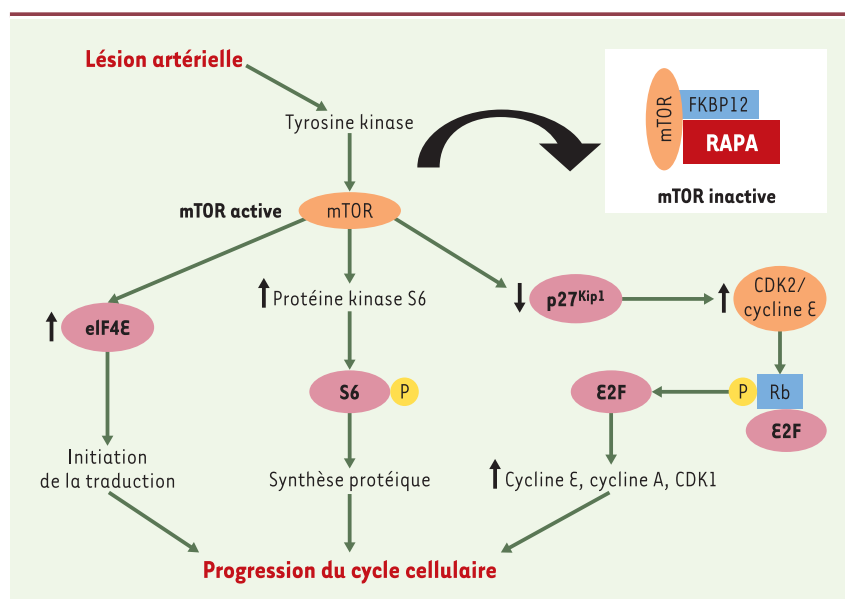 Lésion artérielle
Tyrosine kinase
mTOR
FKBP12
RAPA
mTOR inactive
mTOR active
mTOR
eIF4E
Protéine kinase S6
p27Kip1
CDK2/
cycline E
S6
P
E2F
P
Rb
E2F
Initiation
de la traduction
Synthèse protéique
Cycline E, cycline A, CDK1
Progression du cycle cellulaire